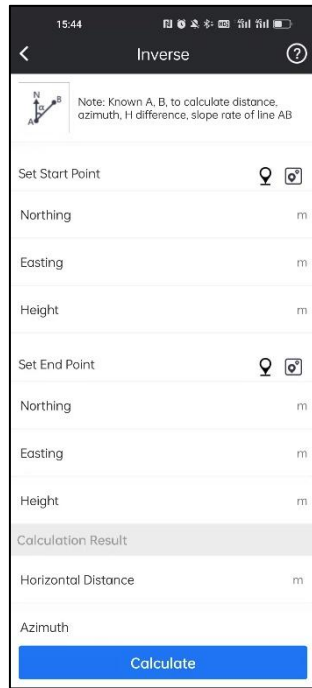 15:44
Inverse
N
B
α
A
Note: Known A, B, to calculate distance,
azimuth, H difference, slope rate of line AB
Set Start Point
Northing m
Easting m
Height m
Set End Point
Northing m
Easting m
Height m
Calculation Result
Horizontal Distance m
Azimuth
Calculate